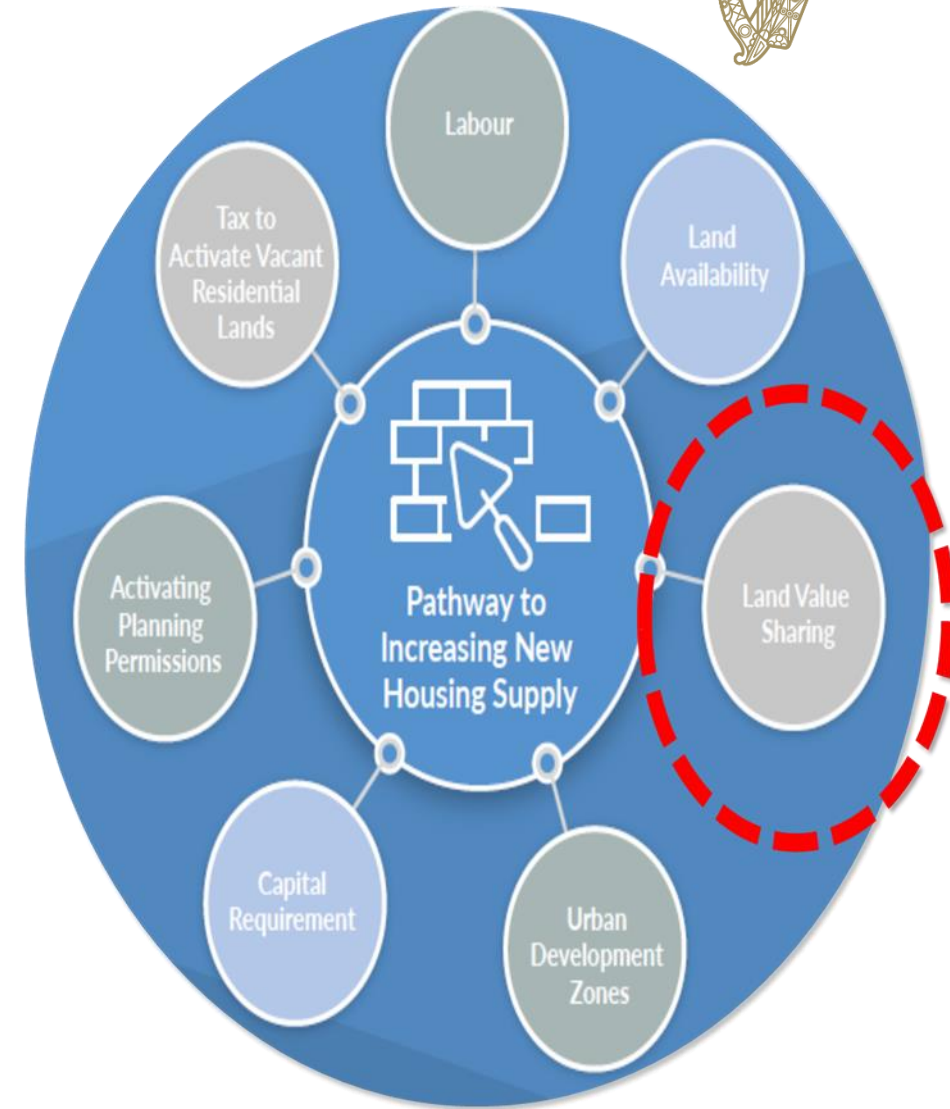 Labour
Land
Availability
Land Value
Sharing
Urban
Development
Zones
Capital
Requirement
Activating
Planning
Permissions
Tax to
Activate Vacant
Residential
Lands
Pathway to
Increasing New
Housing Supply